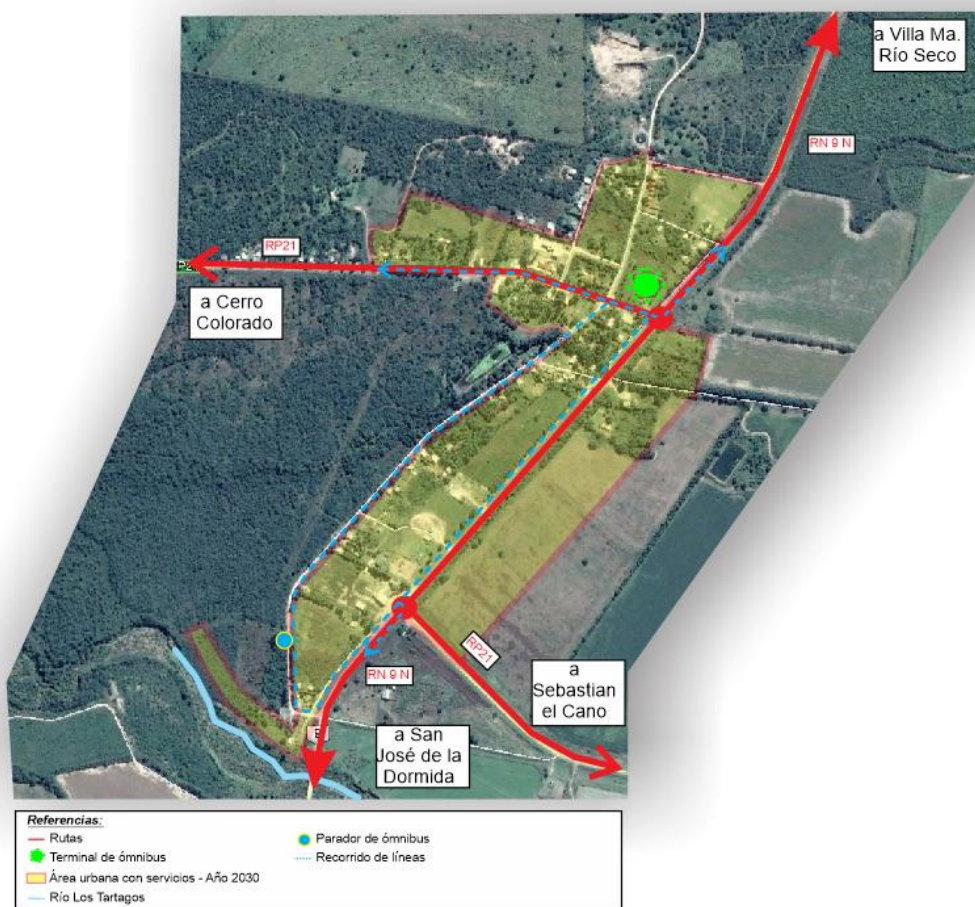 a Villa Ma.
Río Seco
RN 9 N
RP21
a Cerro
Colorado
RP21
RN 9 N
a
Sebastian
el Cano
a San
José de la
Dormida
Referencias:
Rutas
Parador de ómnibus
Terminal de ómnibus
Recorrido de líneas
Área urbana con servicios - Año 2030
Río Los Tartagos